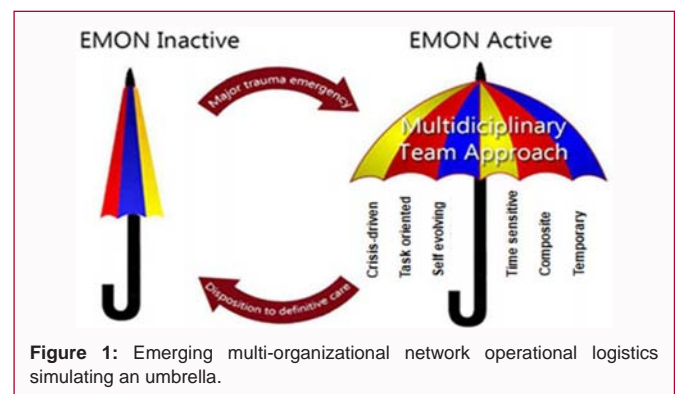 EMON Inactive
EMON Active
Major trauma emergency
Multidiciplinary
Team Approach
Crisis-driven
Task oriented
Self evolving
Time sensitive
Composite
Temporary
Disposition to definitive care
Figure 1: Emerging multi-organizational network operational logistics
simulating an umbrella.